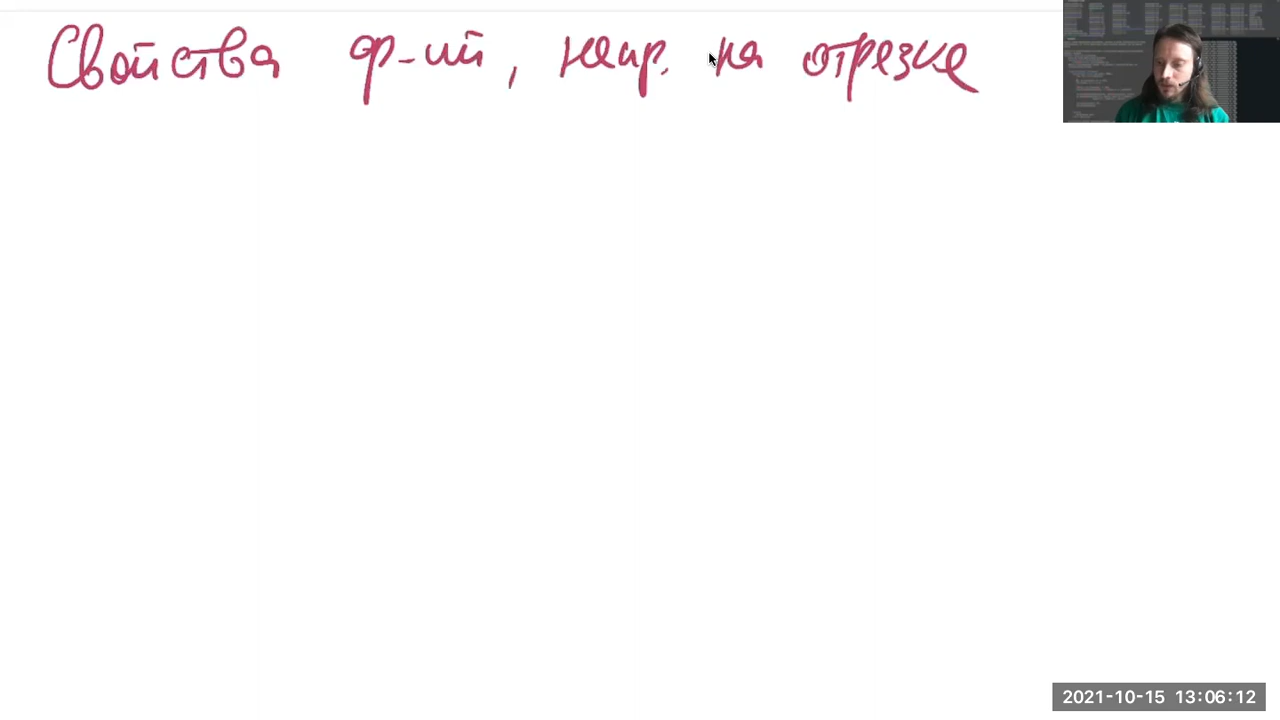 Свойства ф-ий, непр. на отрезке
2021-10-15 13:06:12